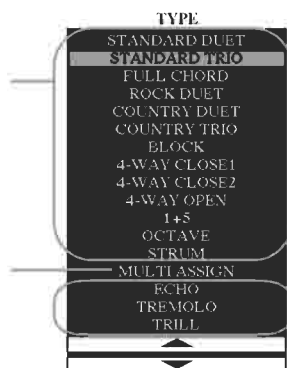 TYPE
STANDARD DUET
STANDARD TRIO
FULL CHORD
ROCK DUET
COUNTRY DUET
COUNTRY TRIO
BLOCK
4-WAY CLOSE1
4-WAY CLOSE2
4-WAY OPEN
1+5
OCTAVE
STRUM
MULTI ASSIGN
ECHO
TREMOLO
TRILL